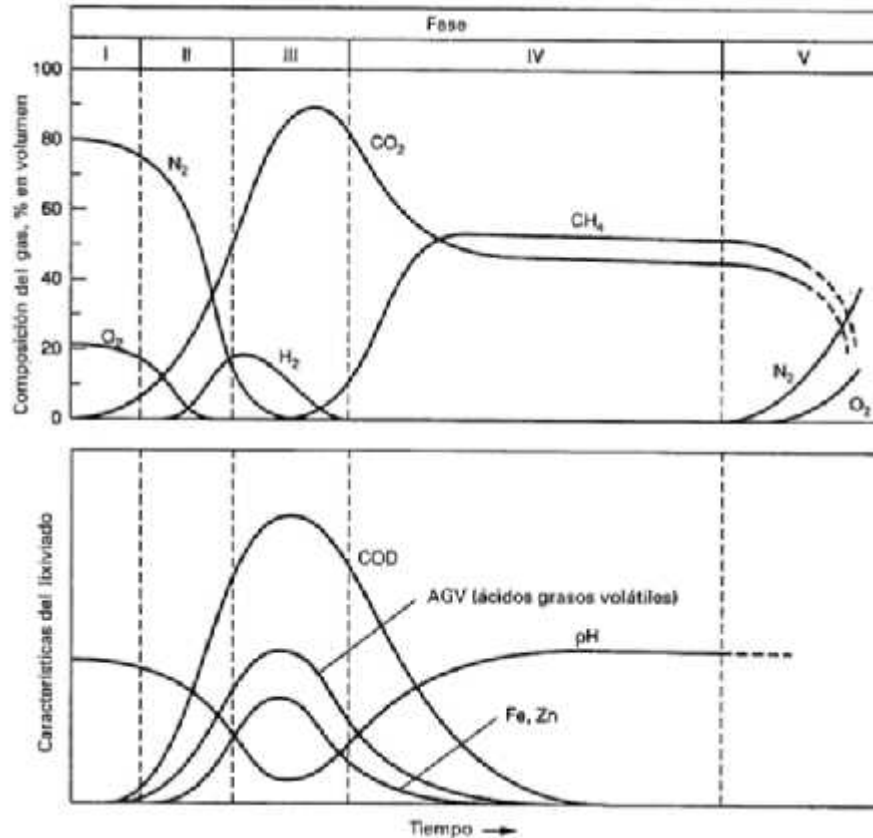 Fase
I II III IV V
Composición del gas, % en volumen
100
80
60
40
20
0
N₂
CO₂
CH₄
O₂
H₂
N₂
O₂
Características del lixiviado
COD
AGV (ácidos grasos volátiles)
pH
Fe, Zn
Tiempo →